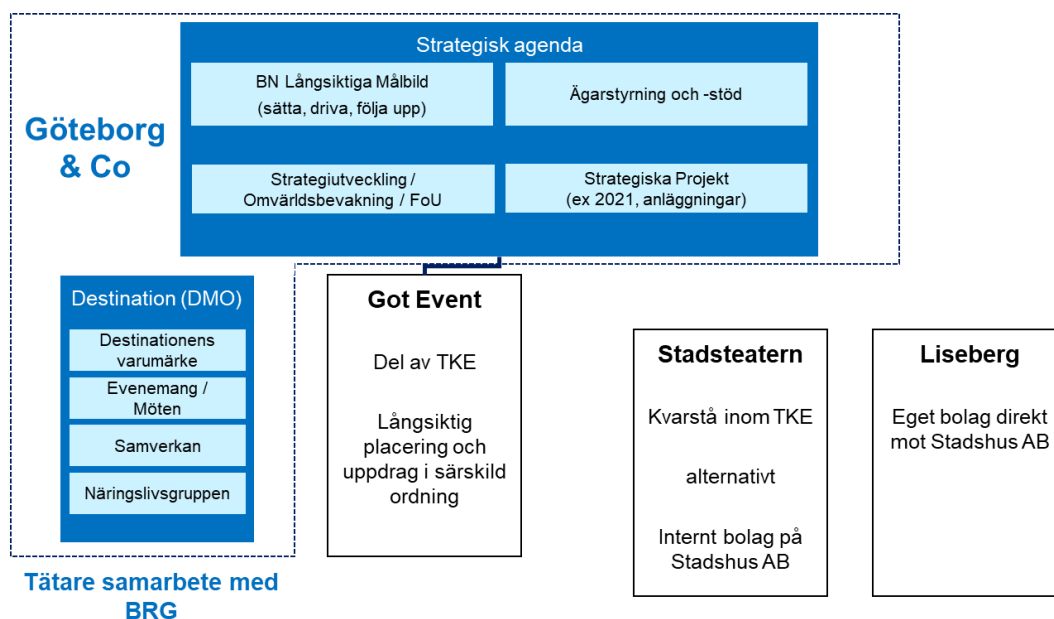 Strategisk agenda
BN Långsiktiga Målbild
(sätta, driva, följa upp)
Ägarstyrning och -stöd
Göteborg
& Co
Strategiutveckling /
Omvärldsbevakning / FoU
Strategiska Projekt
(ex 2021, anläggningar)
Destination (DMO)
Destinationens
varumärke
Evenemang /
Möten
Samverkan
Näringslivsgruppen
Tätare samarbete med
BRG
Got Event
Del av TKE
Långsiktig
placering och
uppdrag i särskild
ordning
Stadsteatern
Kvarstå inom TKE
alternativt
Internt bolag på
Stadshus AB
Liseberg
Eget bolag direkt
mot Stadshus AB